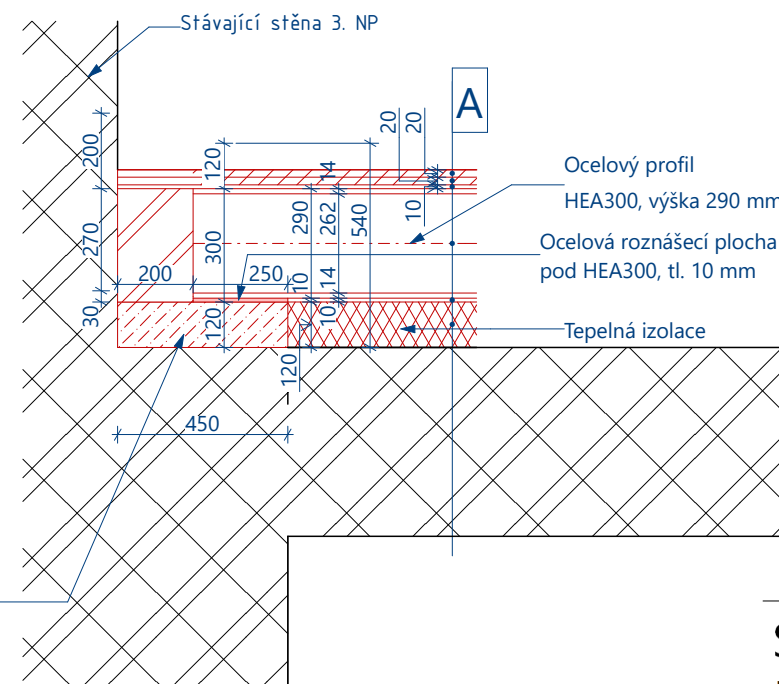 Stávající stěna 3. NP
A
20
20
200
120
14
10
Ocelový profil
HEA300, výška 290 mm
290
262
540
300
270
Ocelová roznášecí plocha
pod HEA300, tl. 10 mm
200
250
10
14
30
120
10
Tepelná izolace
120
450